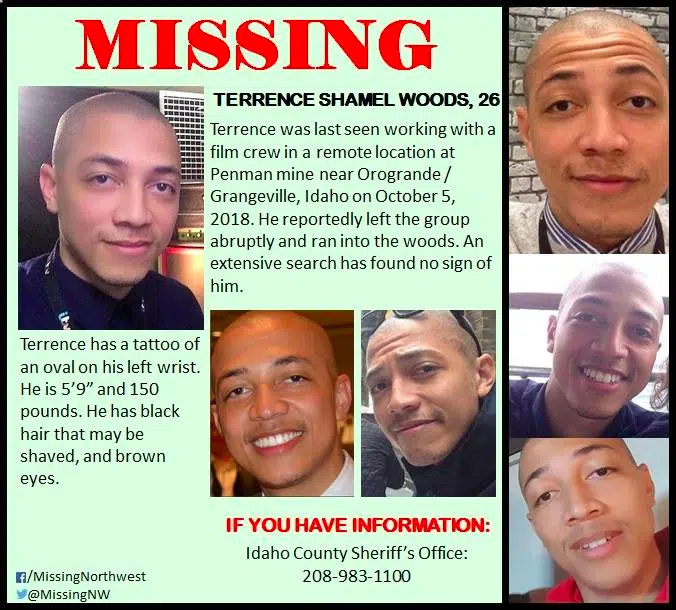 MISSING
TERRENCE SHAMEL WOODS, 26
Terrence was last seen working with a
film crew in a remote location at
Penman mine near Orogrande /
Grangeville, Idaho on October 5,
2018. He reportedly left the group
abruptly and ran into the woods. An
extensive search has found no sign of
him.
Terrence has a tattoo of
an oval on his left wrist.
He is 5’9” and 150
pounds. He has black
hair that may be
shaved, and brown
eyes.
IF YOU HAVE INFORMATION:
Idaho County Sheriff’s Office:
208-983-1100
f/MissingNorthwest
@MissingNW